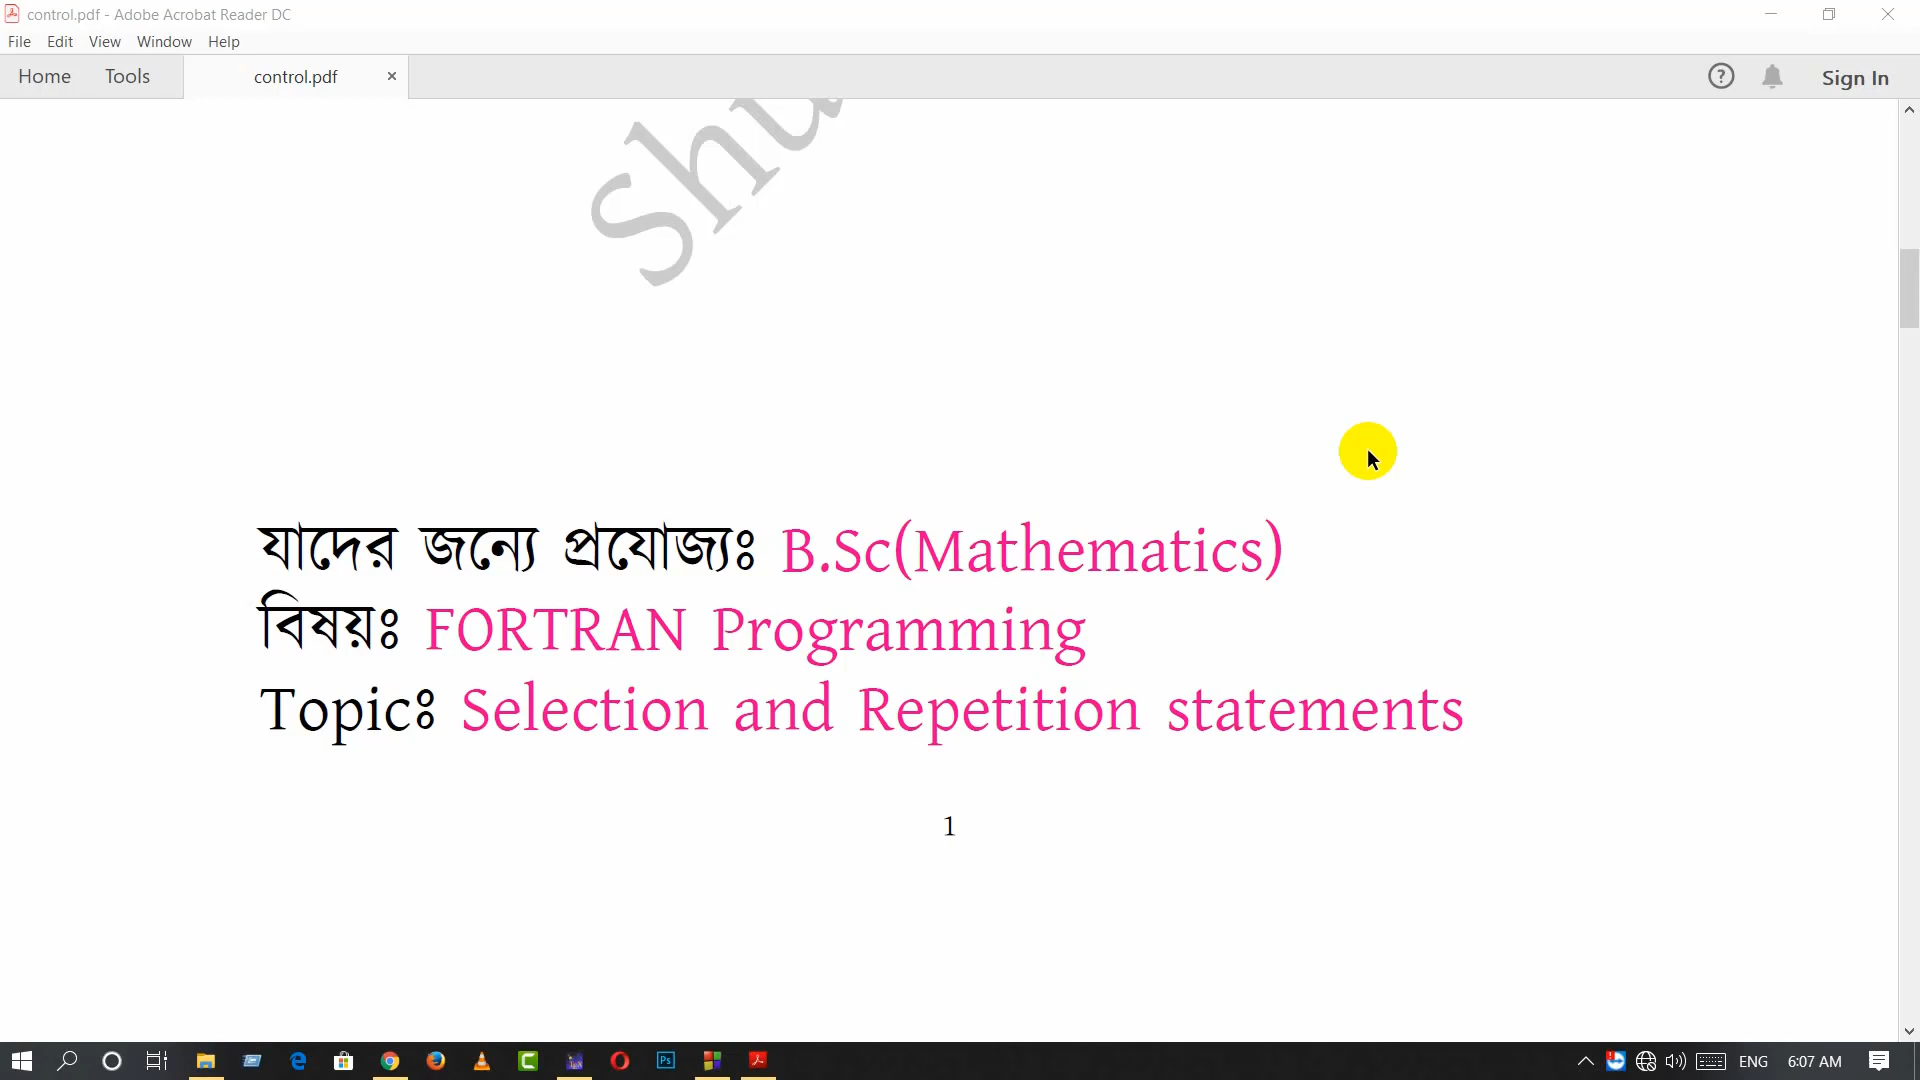 control.pdf - Adobe Acrobat Reader DC
File Edit View Window Help
Home Tools control.pdf Sign In
যাদের জন্যে প্রযোজ্যঃ B.Sc(Mathematics)
বিষয়ঃ FORTRAN Programming
Topicঃ Selection and Repetition statements
1
ENG 6:07 AM